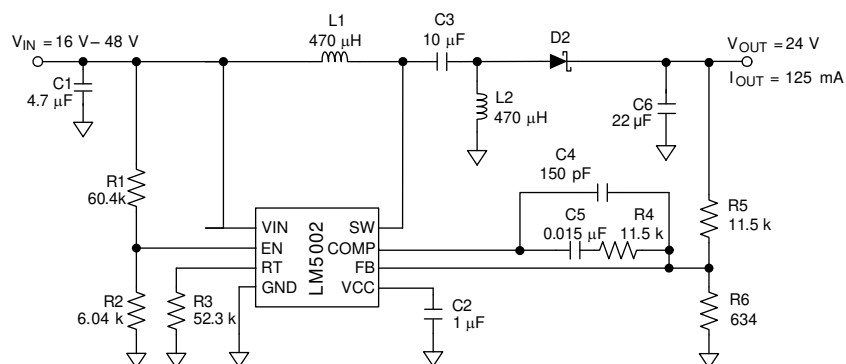 L1
470 µH
C3
10 µF
D2
V_IN = 16 V – 48 V
V_OUT = 24 V
I_OUT = 125 mA
C1
4.7 µF
L2
470 µH
C6
22 µF
C4
150 pF
R1
60.4k
C5
0.015 µF
R4
11.5 k
R5
11.5 k
VIN
EN
RT
GND
LM5002
SW
COMP
FB
VCC
R2
6.04 k
R3
52.3 k
C2
1 µF
R6
634